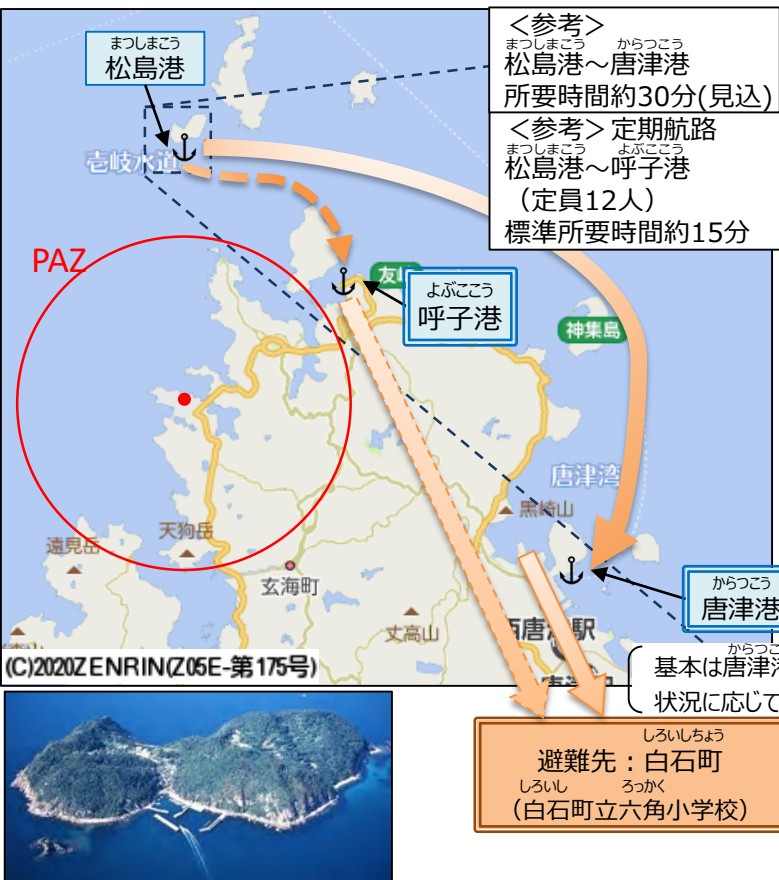 <参考>
まつしまこう からつこう
松島港～唐津港
所要時間約30分(見込)
<参考> 定期航路
まつしまこう よぶここう
松島港～呼子港
（定員12人）
標準所要時間約15分
まつしまこう
松島港
壱岐水道
PAZ
よぶここう
呼子港
神集島
唐津湾
黒崎山
天狗岳
遠見岳
玄海町
丈高山
からつこう
唐津港
(C)2020ZENRIN(Z05E-第175号)
基本は唐津
状況に応じて
しろいしちょう
避難先：白石町
しろいし ろっかく
（白石町立六角小学校）